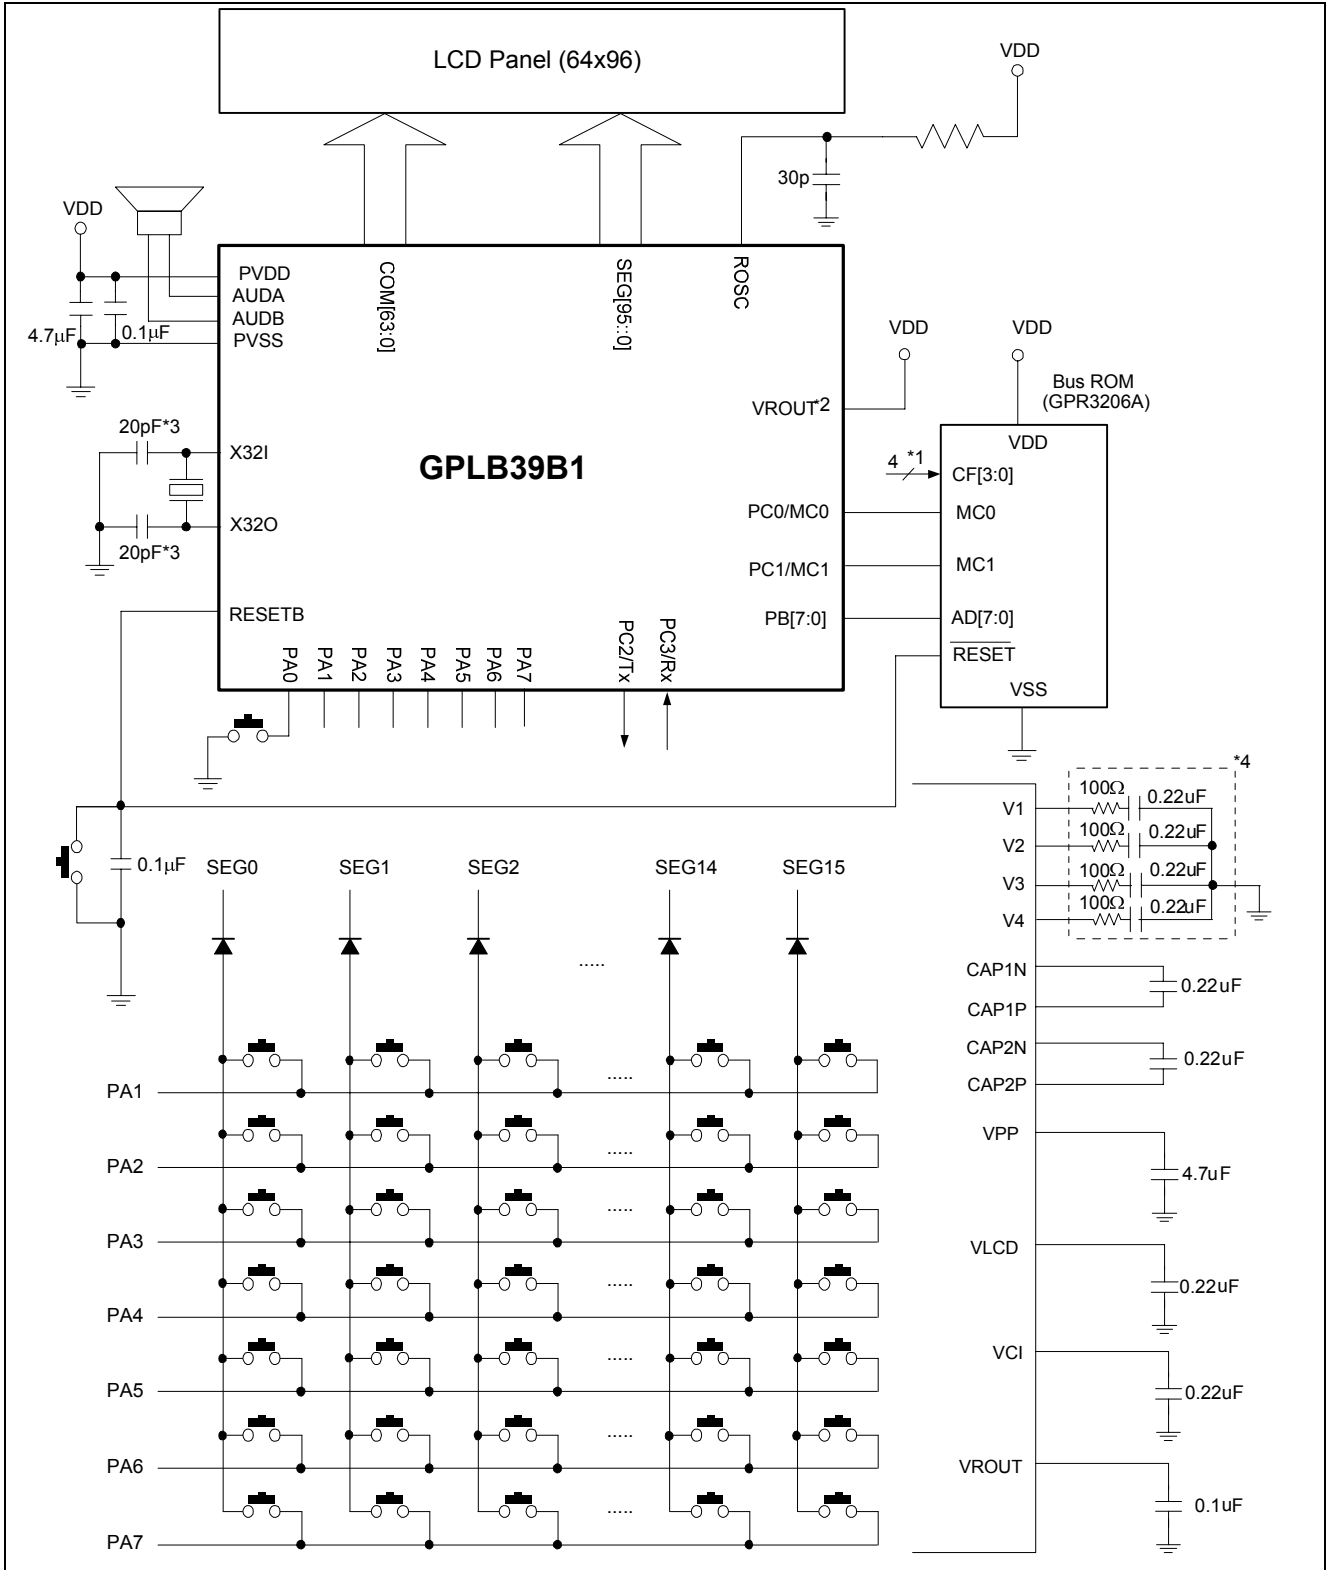 LCD Panel (64x96)
VDD
30p
VDD
4.7μF
0.1μF
PVDD
AUDA
AUDB
PVSS
COM[63:0]
SEG[95::0]
ROSC
VDD
VDD
Bus ROM
(GPR3206A)
VROUT*2
VDD
20pF*3
X32I
GPLB39B1
4
*1
CF[3:0]
PC0/MC0
MC0
X32O
20pF*3
PC1/MC1
MC1
RESETB
PB[7:0]
AD[7:0]
RESET
PA0
PA1
PA2
PA3
PA4
PA5
PA6
PA7
PC2/Tx
PC3/Rx
VSS
*4
V1
100Ω
0.22uF
V2
100Ω
0.22uF
V3
100Ω
0.22uF
V4
100Ω
0.22uF
0.1μF
SEG0
SEG1
SEG2
SEG14
SEG15
.....
CAP1N
0.22uF
CAP1P
CAP2N
0.22uF
CAP2P
PA1
.....
VPP
4.7uF
PA2
.....
PA3
.....
VLCD
0.22uF
PA4
.....
VCI
0.22uF
PA5
.....
PA6
.....
VROUT
0.1uF
PA7
.....